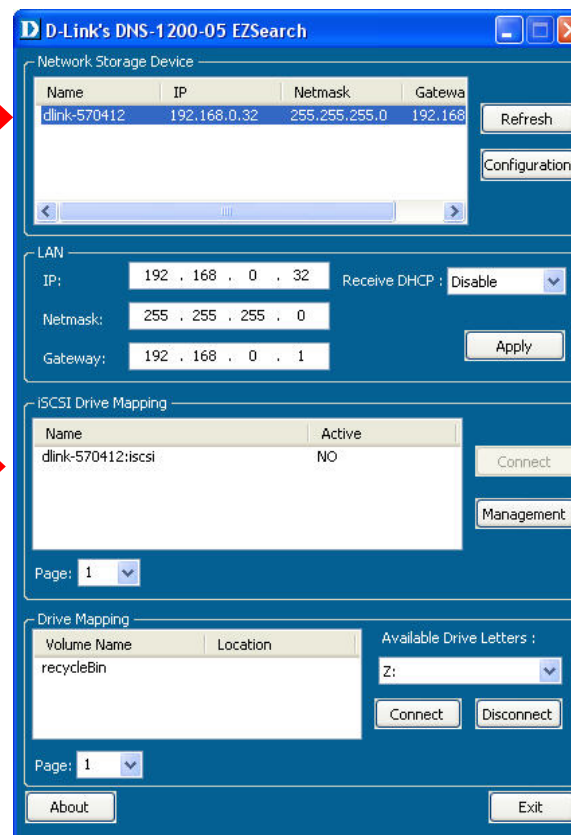 D-Link's DNS-1200-05 EZSearch
Network Storage Device
Name IP Netmask Gatewa
dlink-570412 192.168.0.32 255.255.255.0 192.168
Refresh
Configuration
LAN
IP: 192 . 168 . 0 . 32 Receive DHCP : Disable
Netmask: 255 . 255 . 255 . 0
Gateway: 192 . 168 . 0 . 1 Apply
iSCSI Drive Mapping
Name Active
dlink-570412:iscsi NO
Connect
Management
Page: 1
Drive Mapping
Volume Name Location Available Drive Letters :
recycleBin Z:
Connect Disconnect
Page: 1
About Exit